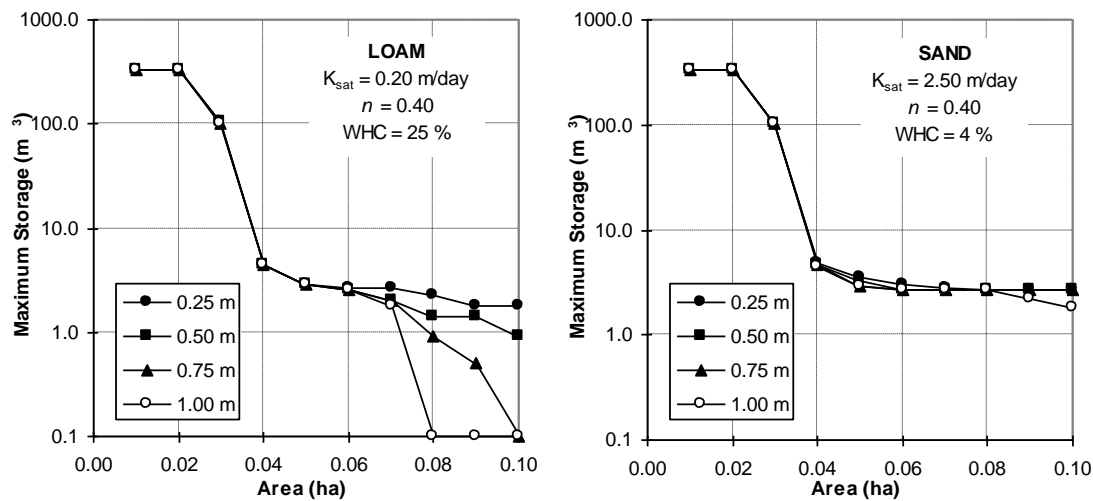 1000.0
100.0
10.0
1.0
0.1
Maximum Storage (m ³)
LOAM
Ksat = 0.20 m/day
n = 0.40
WHC = 25 %
0.25 m
0.50 m
0.75 m
1.00 m
0.00 0.02 0.04 0.06 0.08 0.10
Area (ha)
1000.0
100.0
10.0
1.0
0.1
Maximum Storage (m ³)
SAND
Ksat = 2.50 m/day
n = 0.40
WHC = 4 %
0.25 m
0.50 m
0.75 m
1.00 m
0.00 0.02 0.04 0.06 0.08 0.10
Area (ha)